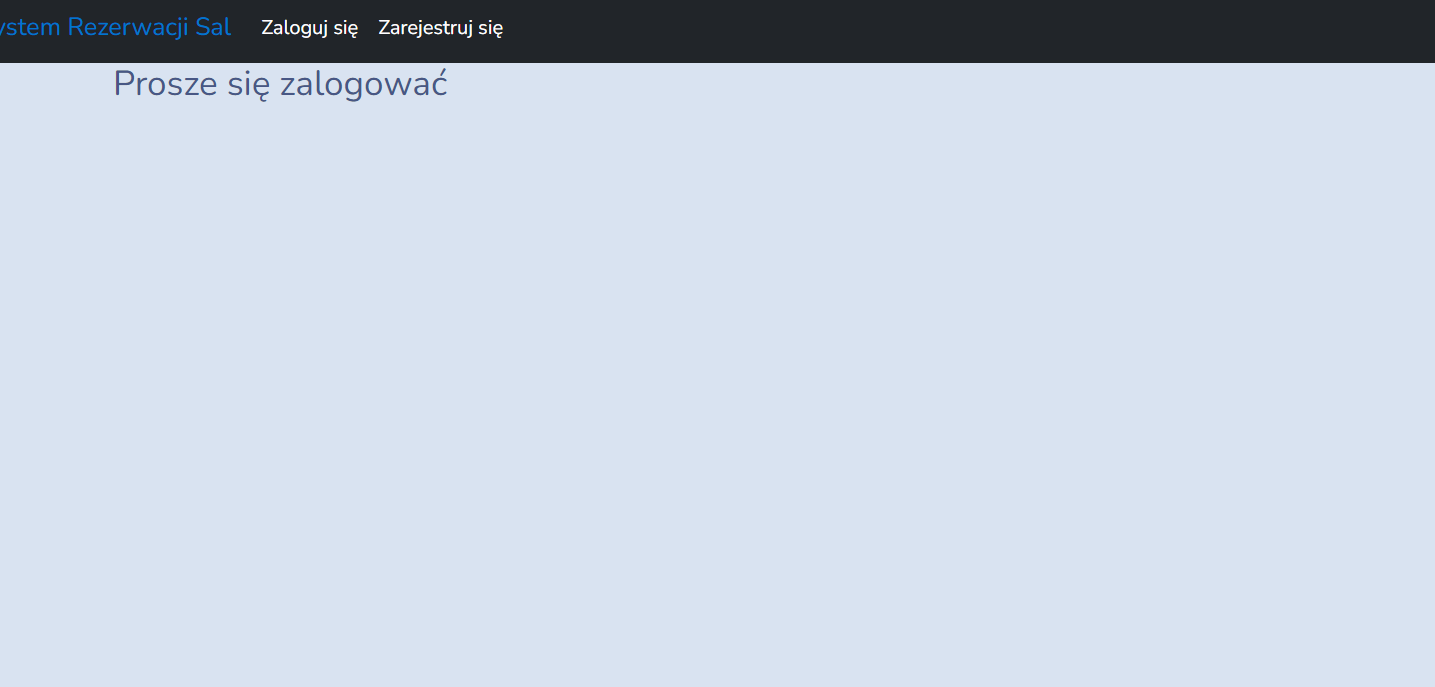 ystem Rezerwacji Sal Zaloguj się Zarejestruj się
Prosze się zalogować